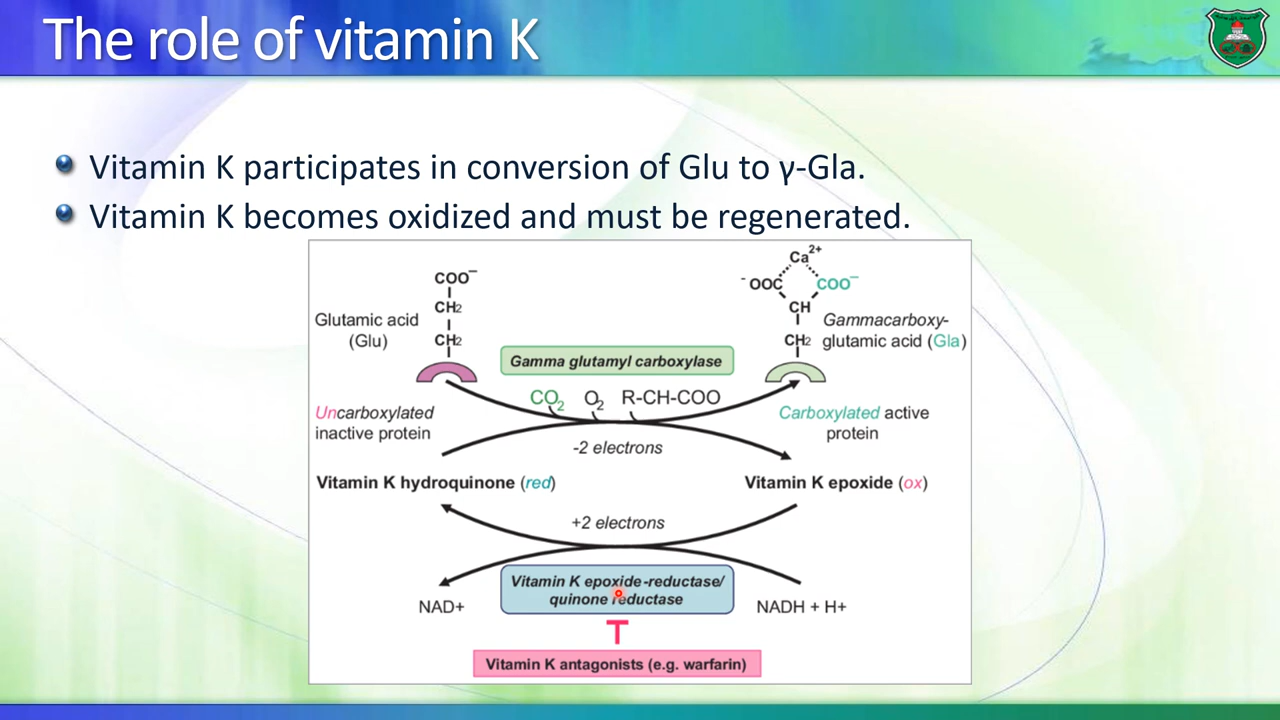 The role of vitamin K
Vitamin K participates in conversion of Glu to γ-Gla.
Vitamin K becomes oxidized and must be regenerated.
COO⁻
CH2
CH2
Glutamic acid
(Glu)
Ca²⁺
⁻OOC COO⁻
CH
CH2
Gammacarboxy-
glutamic acid (Gla)
Gamma glutamyl carboxylase
CO₂ O₂ R-CH-COO
Uncarboxylated
inactive protein
Carboxylated active
protein
-2 electrons
Vitamin K hydroquinone (red)
Vitamin K epoxide (ox)
+2 electrons
Vitamin K epoxide-reductase/
quinone reductase
NAD+
NADH + H+
Vitamin K antagonists (e.g. warfarin)